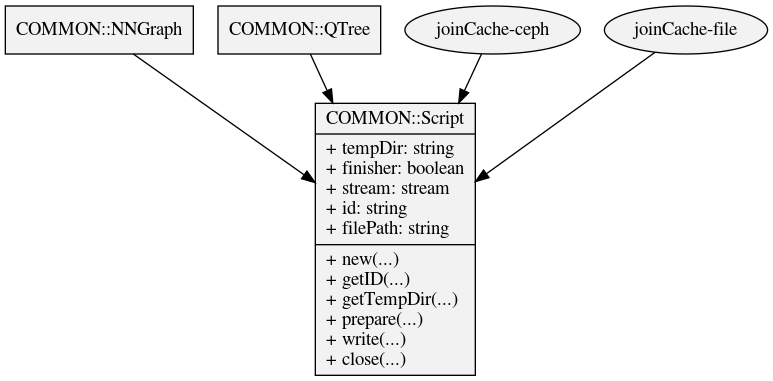 COMMON::NNGraph
COMMON::QTree
joinCache-ceph
joinCache-file
COMMON::Script
+ tempDir: string
+ finisher: boolean
+ stream: stream
+ id: string
+ filePath: string
+ new(...)
+ getID(...)
+ getTempDir(...)
+ prepare(...)
+ write(...)
+ close(...)